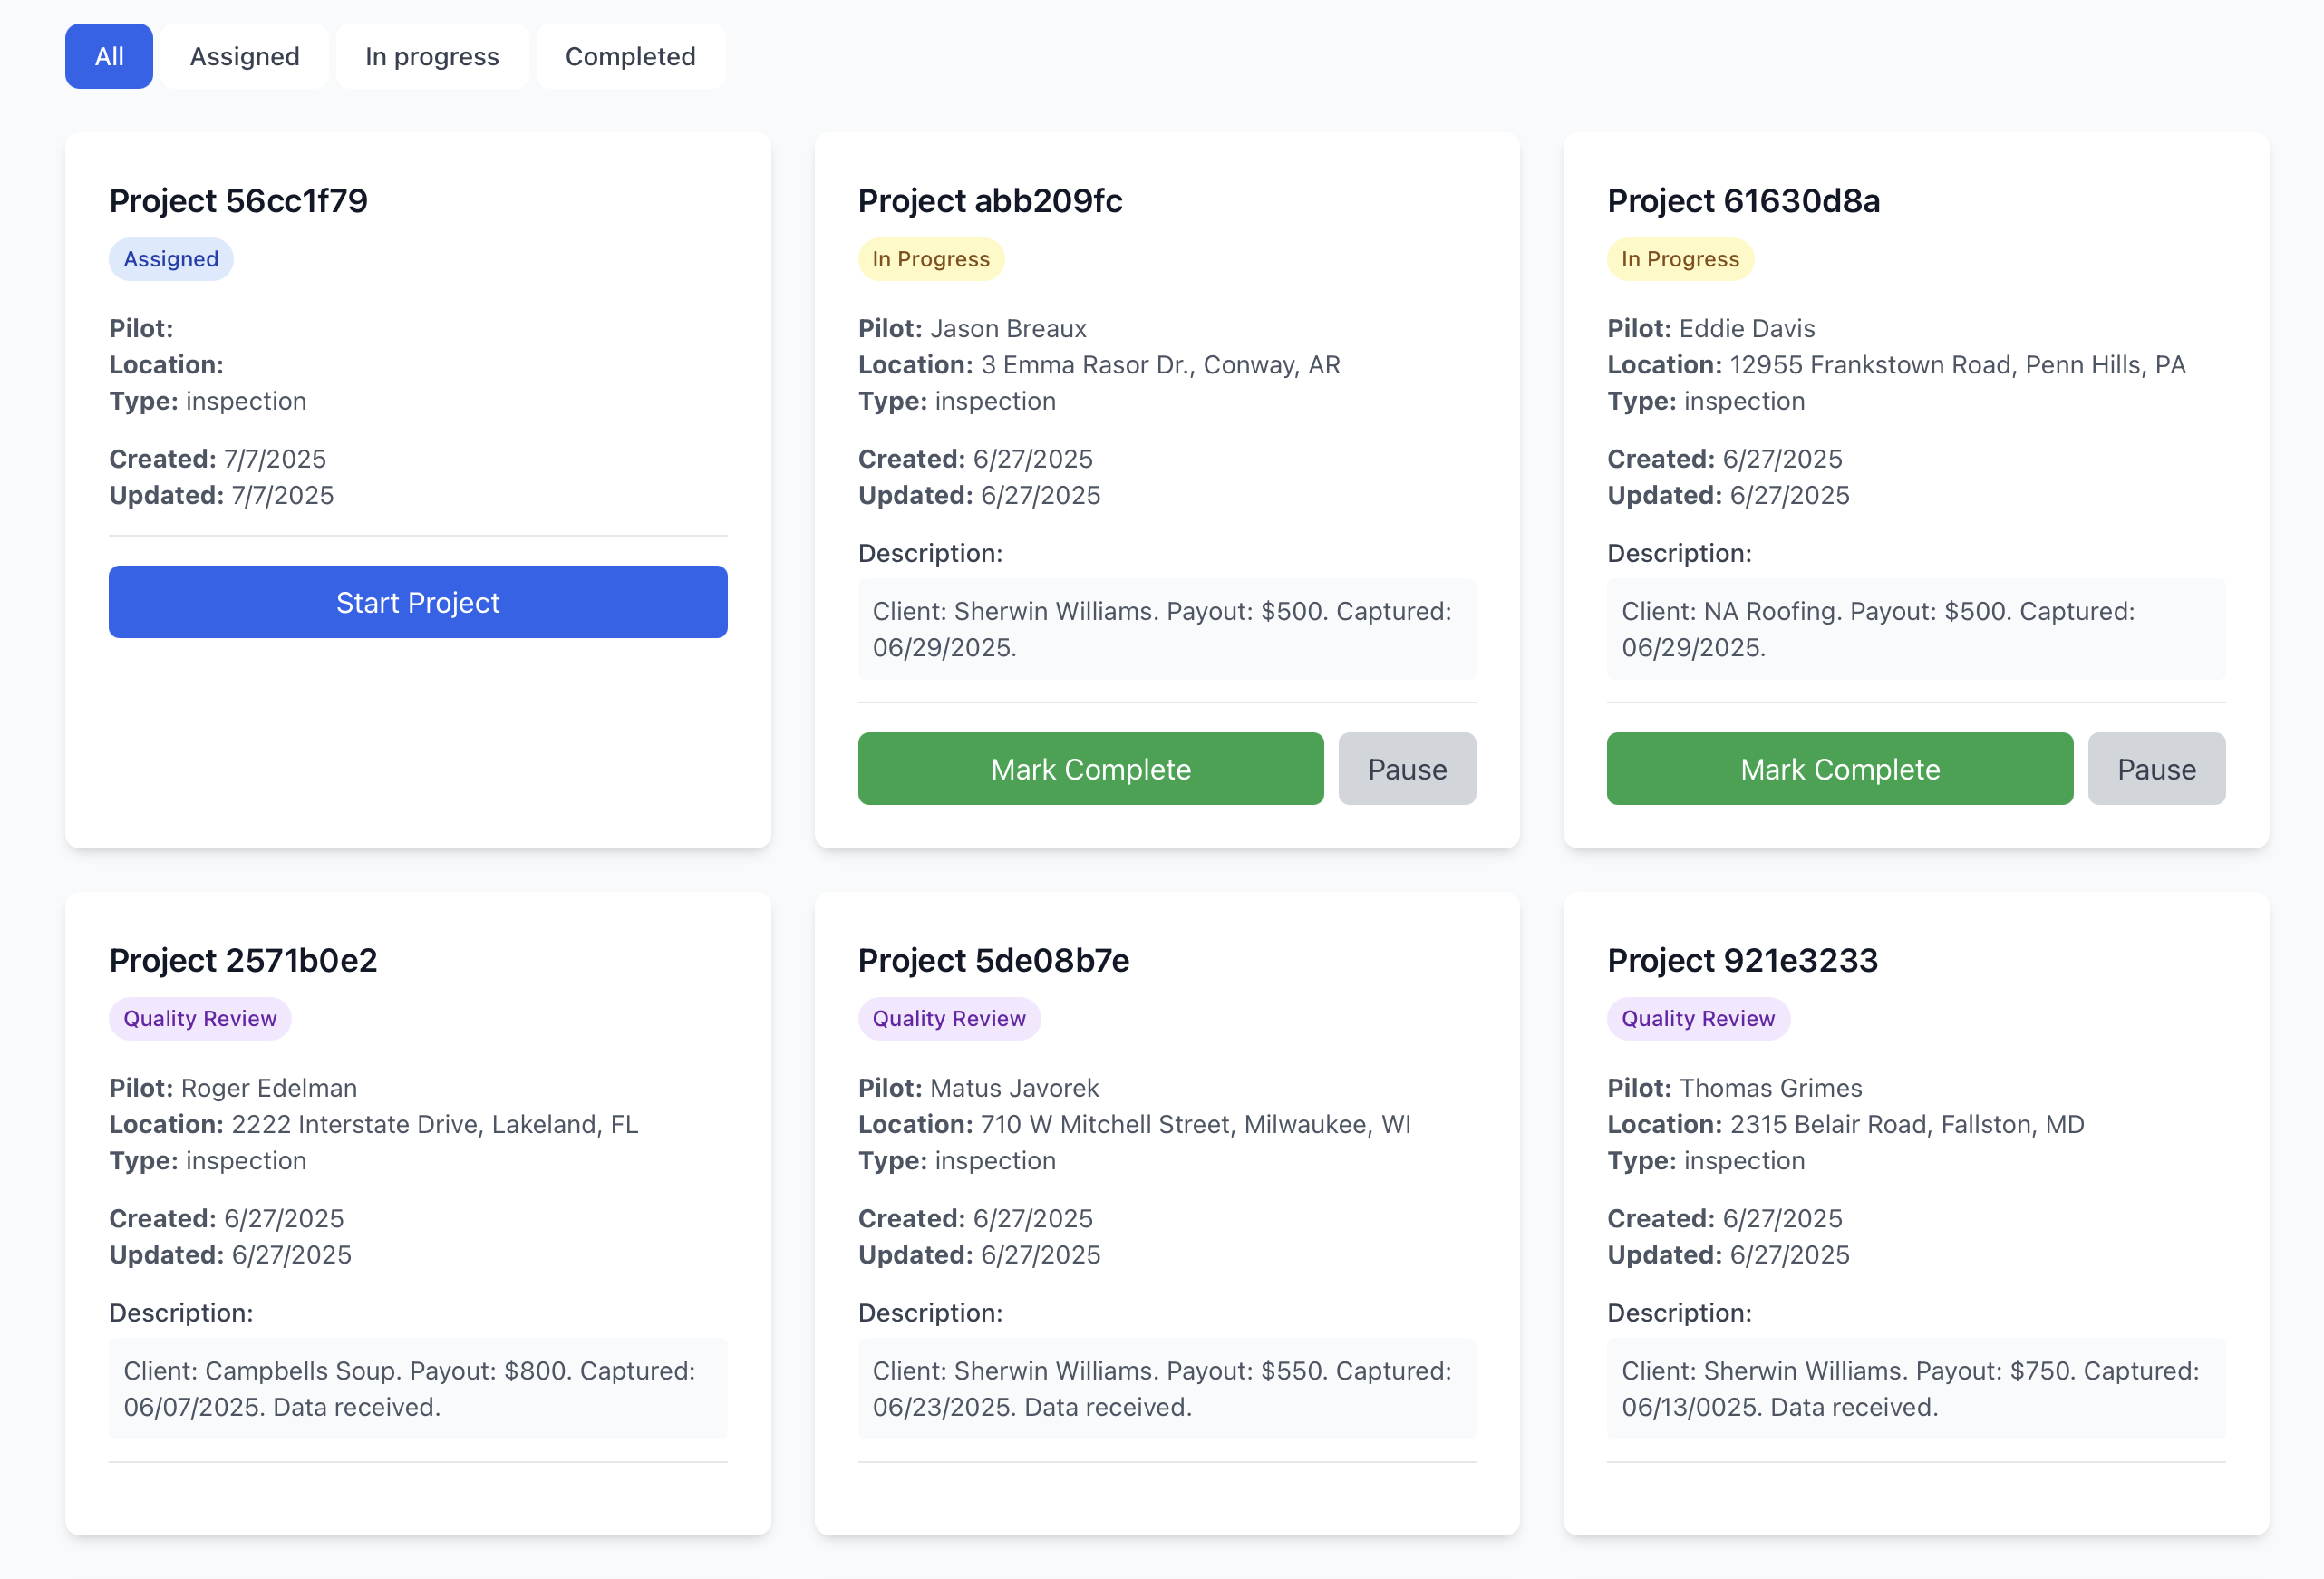 All
Assigned
In progress
Completed
Project 56cc1f79
Assigned
Pilot:
Location:
Type: inspection
Created: 7/7/2025
Updated: 7/7/2025
Start Project
Project abb209fc
In Progress
Pilot: Jason Breaux
Location: 3 Emma Rasor Dr., Conway, AR
Type: inspection
Created: 6/27/2025
Updated: 6/27/2025
Description:
Client: Sherwin Williams. Payout: $500. Captured:
06/29/2025.
Mark Complete
Pause
Project 61630d8a
In Progress
Pilot: Eddie Davis
Location: 12955 Frankstown Road, Penn Hills, PA
Type: inspection
Created: 6/27/2025
Updated: 6/27/2025
Description:
Client: NA Roofing. Payout: $500. Captured:
06/29/2025.
Mark Complete
Pause
Project 2571b0e2
Quality Review
Pilot: Roger Edelman
Location: 2222 Interstate Drive, Lakeland, FL
Type: inspection
Created: 6/27/2025
Updated: 6/27/2025
Description:
Client: Campbells Soup. Payout: $800. Captured:
06/07/2025. Data received.
Project 5de08b7e
Quality Review
Pilot: Matus Javorek
Location: 710 W Mitchell Street, Milwaukee, WI
Type: inspection
Created: 6/27/2025
Updated: 6/27/2025
Description:
Client: Sherwin Williams. Payout: $550. Captured:
06/23/2025. Data received.
Project 921e3233
Quality Review
Pilot: Thomas Grimes
Location: 2315 Belair Road, Fallston, MD
Type: inspection
Created: 6/27/2025
Updated: 6/27/2025
Description:
Client: Sherwin Williams. Payout: $750. Captured:
06/13/0025. Data received.